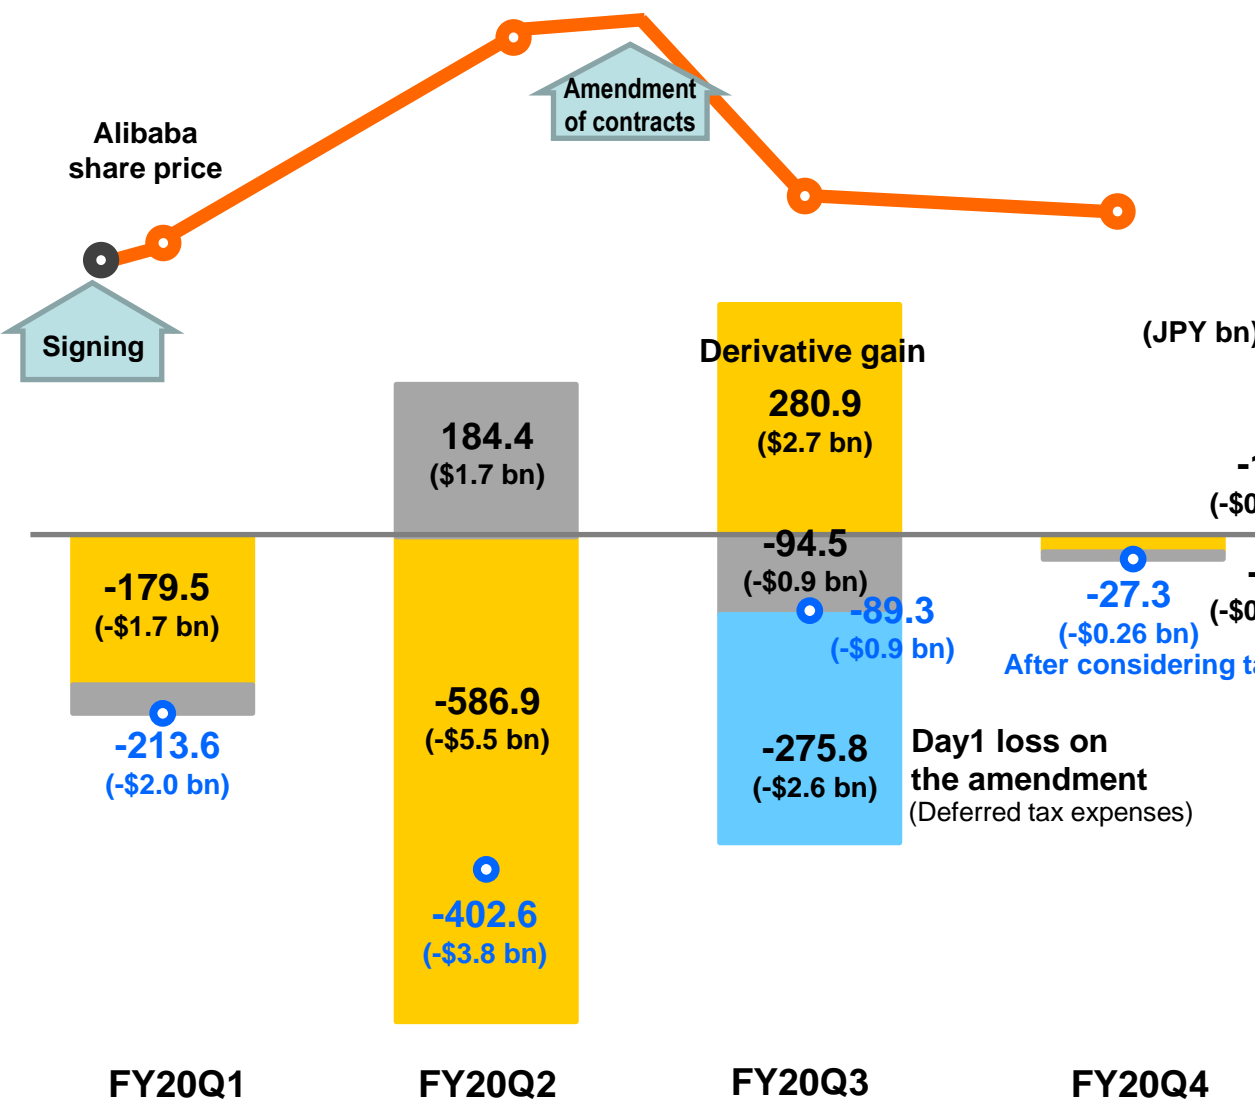 Alibaba
share price
Amendment
of contracts
Signing
(JPY bn)
Derivative gain
280.9
($2.7 bn)
184.4
($1.7 bn)
-94.5
(-$0.9 bn)
-89.3
(-$0.9 bn)
-179.5
(-$1.7 bn)
-213.6
(-$2.0 bn)
-586.9
(-$5.5 bn)
-402.6
(-$3.8 bn)
-275.8
(-$2.6 bn)
Day1 loss on
the amendment
(Deferred tax expenses)
-27.3
(-$0.26 bn)
After considering
FY20Q1
FY20Q2
FY20Q3
FY20Q4